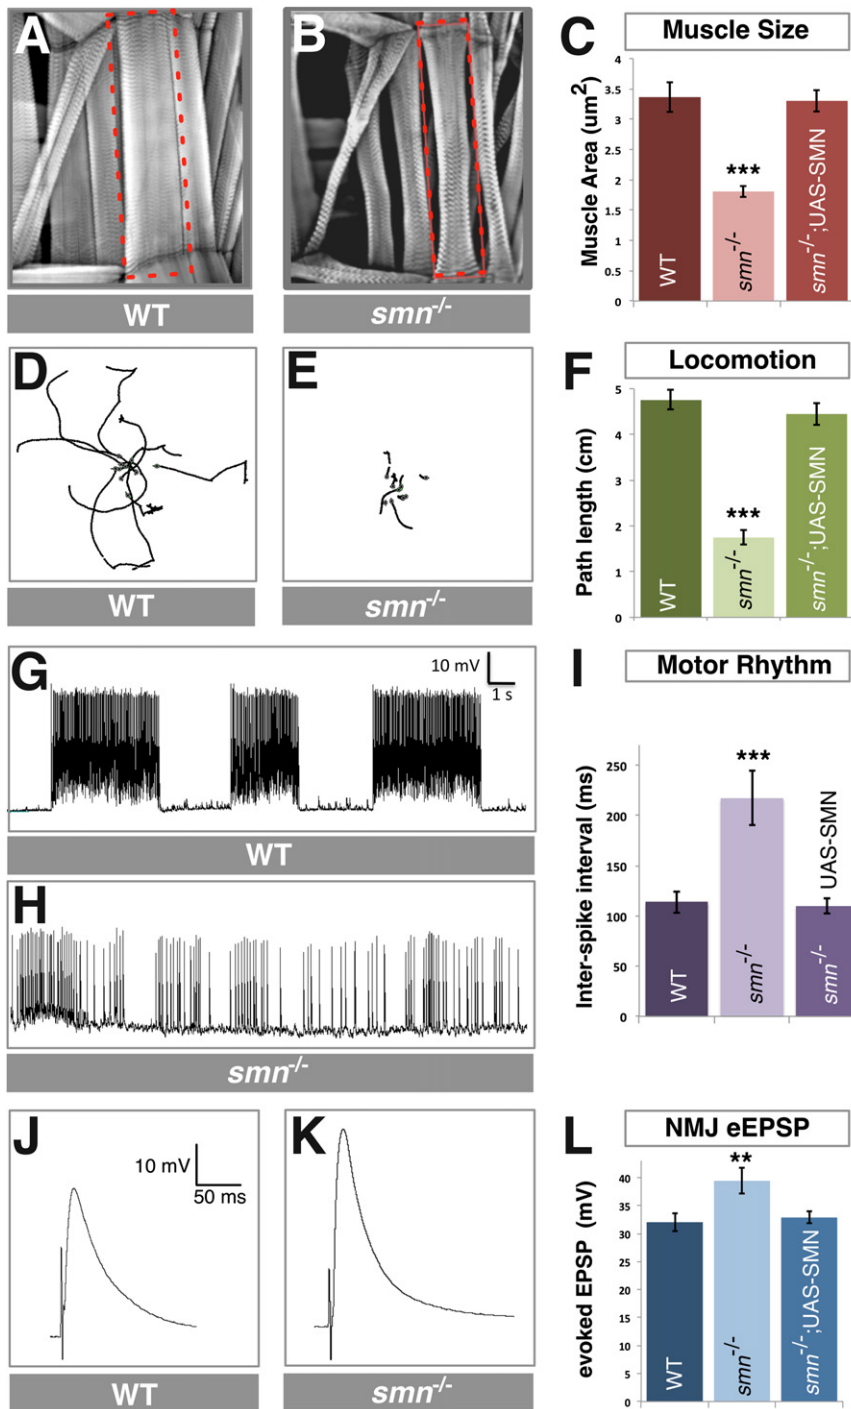 A
B
C
Muscle Size
Muscle Area (um²)
4
3.5
3
2.5
2
1.5
1
0.5
0
***
WT
smn-/-
smn-/-;UAS-SMN
WT
smn-/-
D
E
F
Locomotion
Path length (cm)
5
4
3
2
1
0
***
WT
smn-/-
smn-/-;UAS-SMN
WT
smn-/-
G
10 mV
1 s
WT
H
smn-/-
I
Motor Rhythm
Inter-spike interval (ms)
250
200
150
100
50
0
***
WT
smn-/-
smn-/-
UAS-SMN
J
10 mV
50 ms
WT
K
smn-/-
L
NMJ eEPSP
evoked EPSP (mV)
40
35
30
25
20
15
10
5
0
**
WT
smn-/-
smn-/-;UAS-SMN